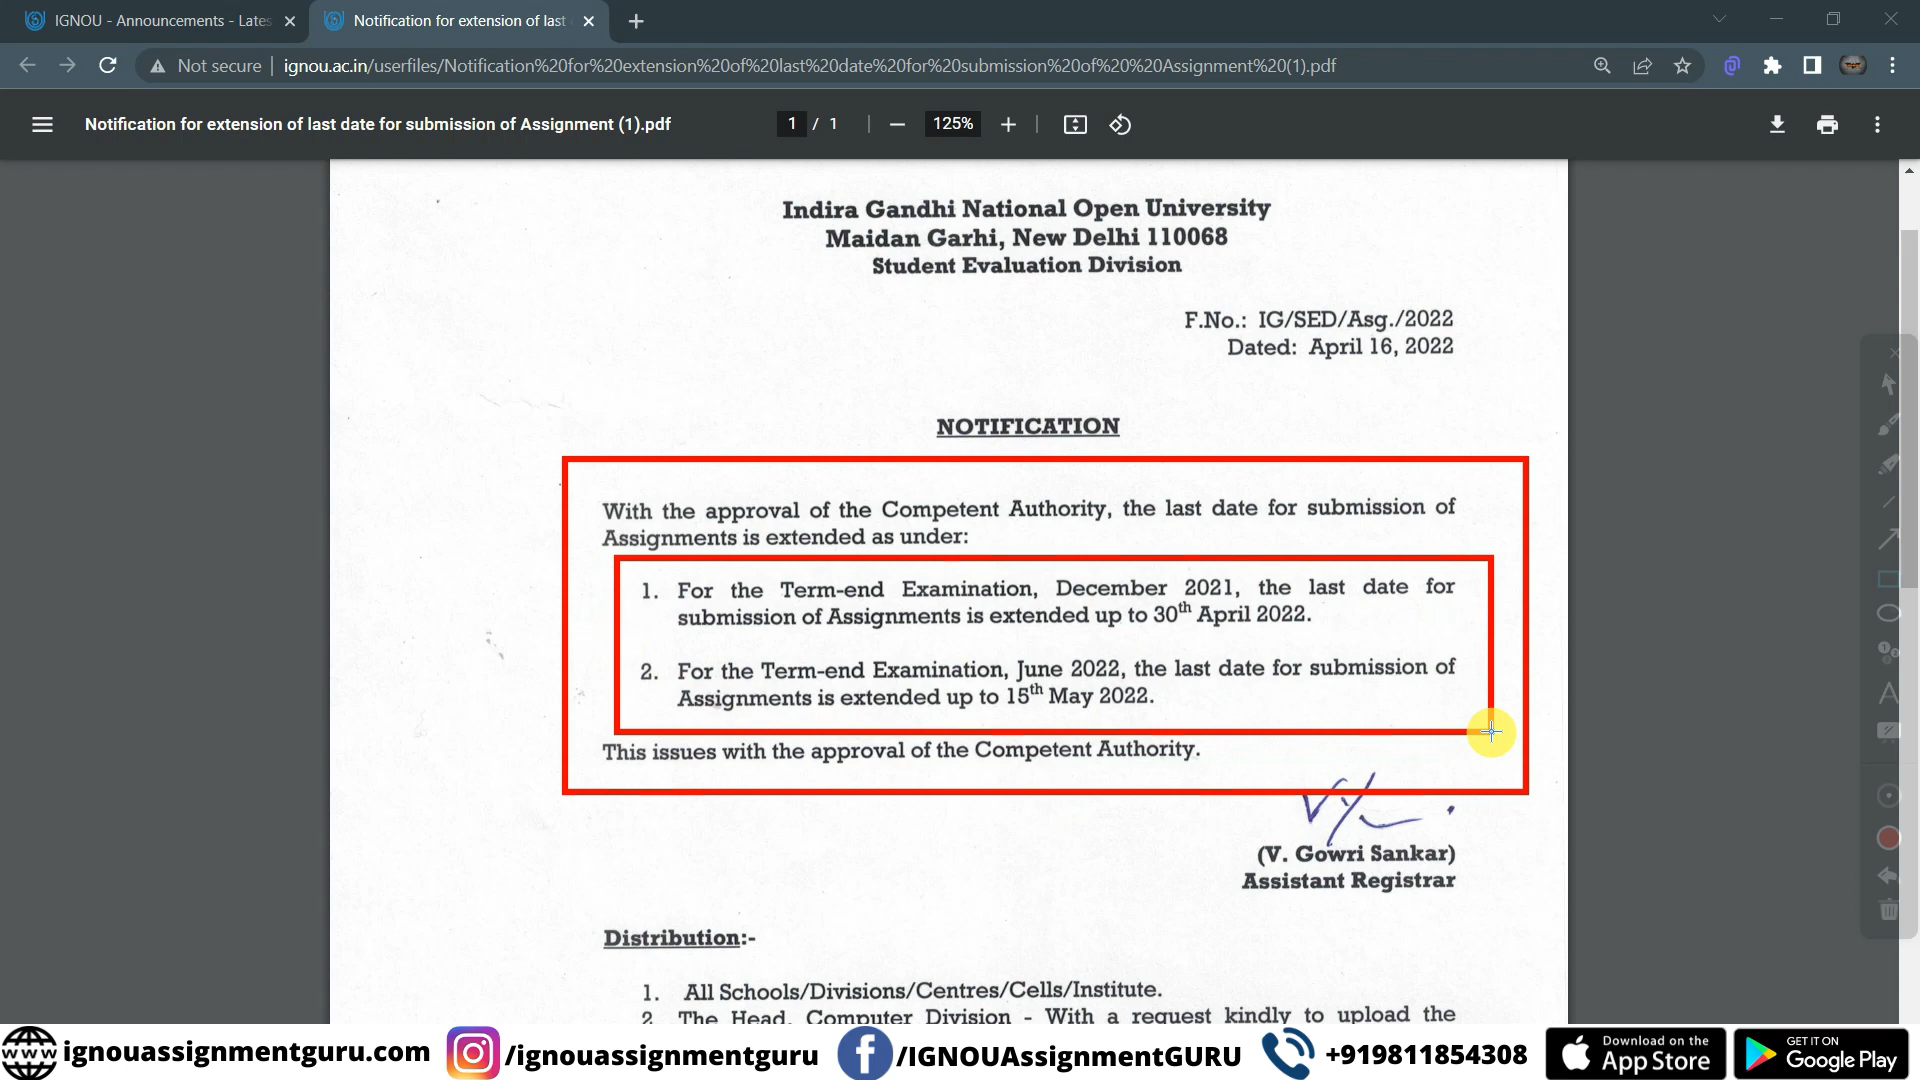 IGNOU - Announcements - Lates
Notification for extension of last
Not secure
ignou.ac.in/userfiles/Notification%20for%20extension%20of%20last%20date%20for%20submission%20of%20%20Assignment%20(1).pdf
Notification for extension of last date for submission of Assignment (1).pdf
1 / 1
125%
Indira Gandhi National Open University
Maidan Garhi, New Delhi 110068
Student Evaluation Division
F.No.: IG/SED/Asg./2022
Dated: April 16, 2022
NOTIFICATION
With the approval of the Competent Authority, the last date for submission of
Assignments is extended as under:
1. For the Term-end Examination, December 2021, the last date for
submission of Assignments is extended up to 30th April 2022.
2. For the Term-end Examination, June 2022, the last date for submission of
Assignments is extended up to 15th May 2022.
This issues with the approval of the Competent Authority.
(V. Gowri Sankar)
Assistant Registrar
Distribution:-
1. All Schools/Divisions/Centres/Cells/Institute.
2. The Head, Computer Division - With a request kindly to upload the
www ignouassignmentguru.com
/ignouassignmentguru
/IGNOUAssignmentGURU
+919811854308
Download on the
App Store
GET IT ON
Google Play